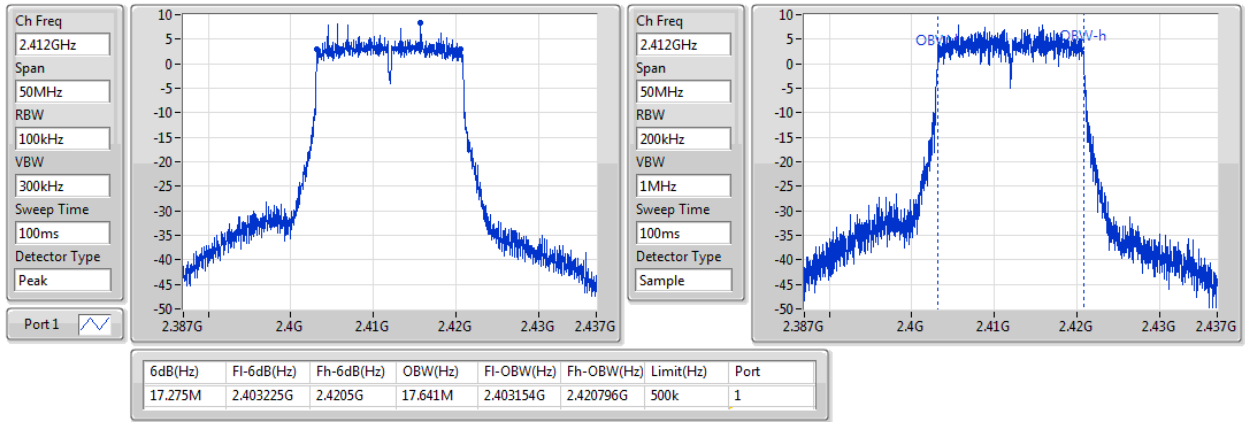 Ch Freq
2.412GHz
Span
50MHz
RBW
100kHz
VBW
300kHz
Sweep Time
100ms
Detector Type
Peak
Port 1
10
5
0
-5
-10
-15
-20
-25
-30
-35
-40
-45
-50
2.387G 2.4G 2.41G 2.42G 2.43G 2.437G
Ch Freq
2.412GHz
Span
50MHz
RBW
200kHz
VBW
1MHz
Sweep Time
100ms
Detector Type
Sample
10
5
0
-5
-10
-15
-20
-25
-30
-35
-40
-45
-50
OBW-h
2.387G 2.4G 2.41G 2.42G 2.43G 2.437G
6dB(Hz) Fl-6dB(Hz) Fh-6dB(Hz) OBW(Hz) Fl-OBW(Hz) Fh-OBW(Hz) Limit(Hz) Port
17.275M 2.403225G 2.4205G 17.641M 2.403154G 2.420796G 500k 1